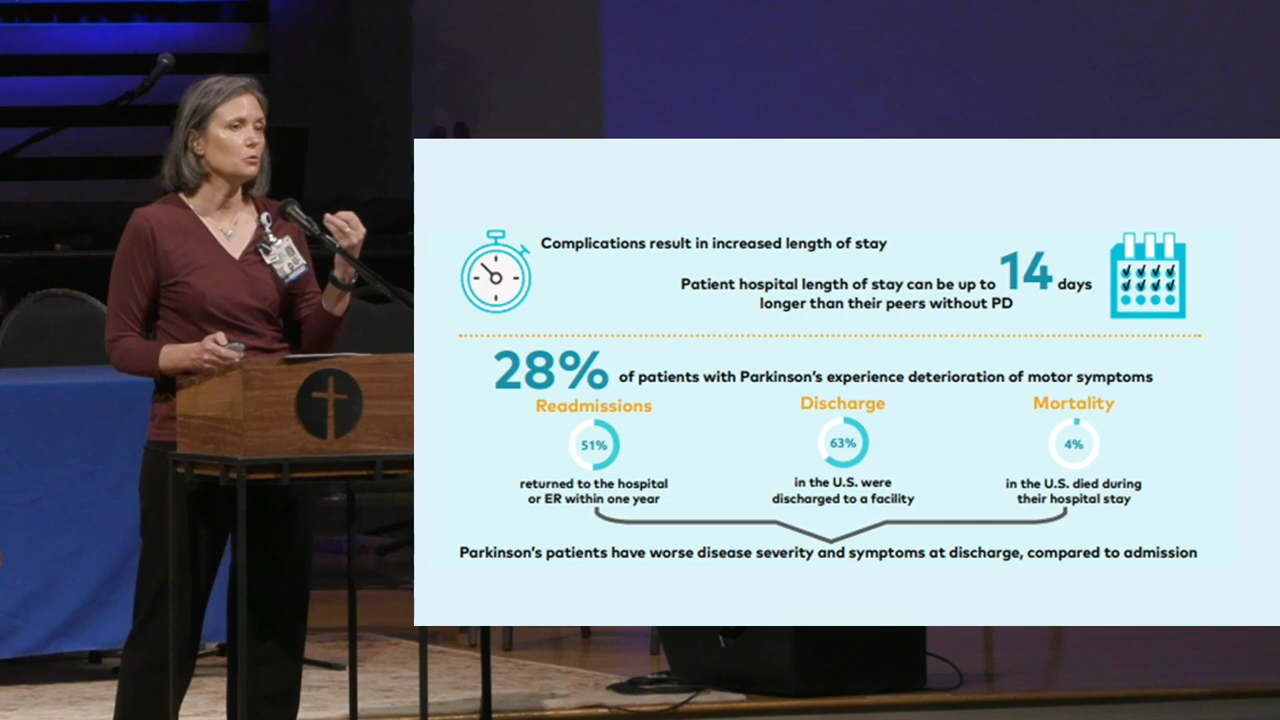 Complications result in increased length of stay
Patient hospital length of stay can be up to 14 days
longer than their peers without PD
28% of patients with Parkinson's experience deterioration of motor symptoms
Readmissions
51%
returned to the hospital
or ER within one year
Discharge
63%
in the U.S. were
discharged to a facility
Mortality
4%
in the U.S. died during
their hospital stay
Parkinson's patients have worse disease severity and symptoms at discharge, compared to admission